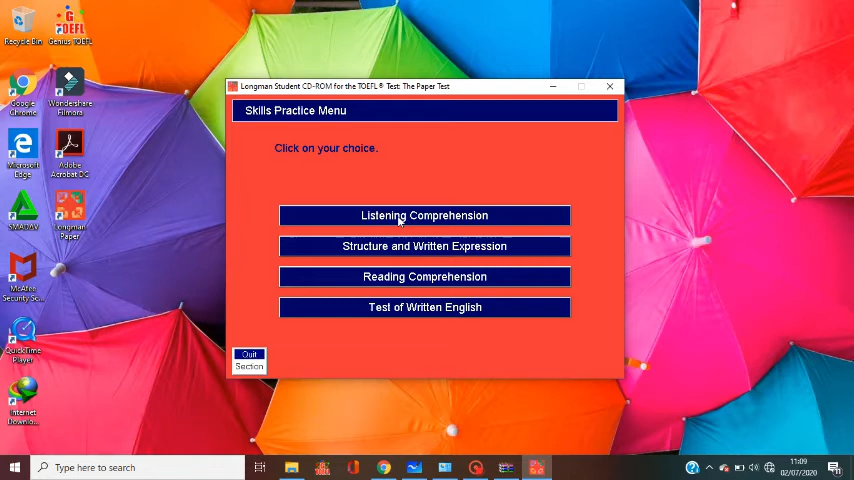 Recycle Bin
Genius TOEFL
G
TOEFL
Google
Chrome
Wondershare
Filmora
Microsoft
Edge
Adobe
Acrobat DC
SMADAV
Longman
Paper
McAfee
Security Sc...
QuickTime
Player
Internet
Downlo...
Longman Student CD-ROM for the TOEFL® Test: The Paper Test
Skills Practice Menu
Click on your choice.
Listening Comprehension
Structure and Written Expression
Reading Comprehension
Test of Written English
Quit
Section
Type here to search
11:09
02/07/2020